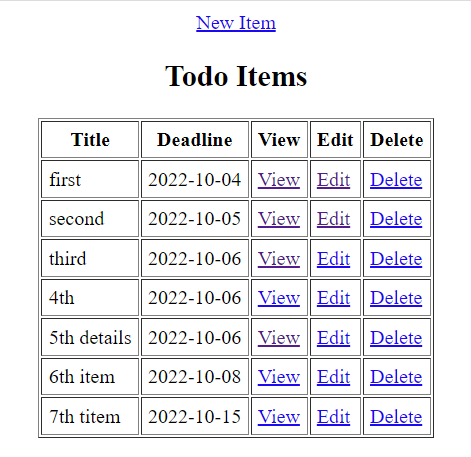 New Item
Todo Items
Title Deadline View Edit Delete
first 2022-10-04 View Edit Delete
second 2022-10-05 View Edit Delete
third 2022-10-06 View Edit Delete
4th 2022-10-06 View Edit Delete
5th details 2022-10-06 View Edit Delete
6th item 2022-10-08 View Edit Delete
7th titem 2022-10-15 View Edit Delete